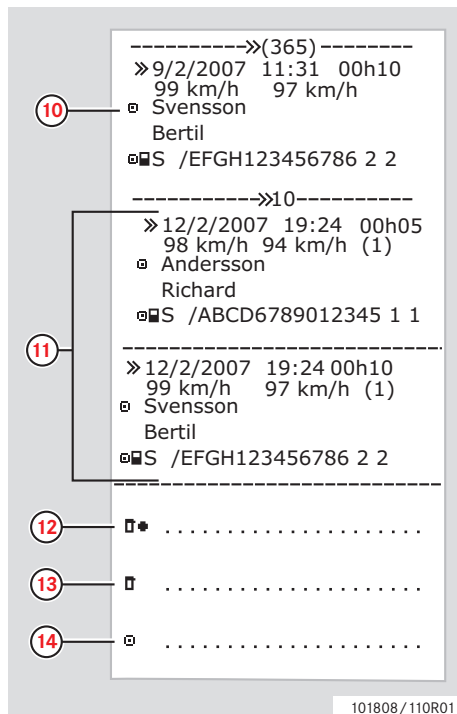 ----------»(365)--------
»9/2/2007 11:31 00h10
99 km/h 97 km/h
10 Svensson
Bertil
S /EFGH123456786 2 2
-----------»10----------
»12/2/2007 19:24 00h05
98 km/h 94 km/h (1)
Andersson
Richard
S /ABCD6789012345 1 1
11
»12/2/2007 19:24 00h10
99 km/h 97 km/h (1)
Svensson
Bertil
S /EFGH123456786 2 2
12 ......................
13 ......................
14 ......................
101808/110R01